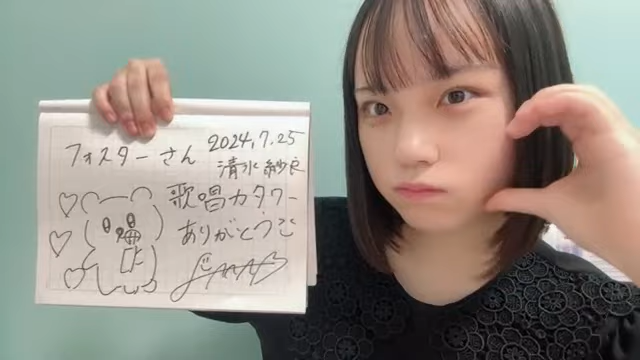 フォスターさん
2024.7.25
清水 紗良
歌唱力タワー
ありがとうご